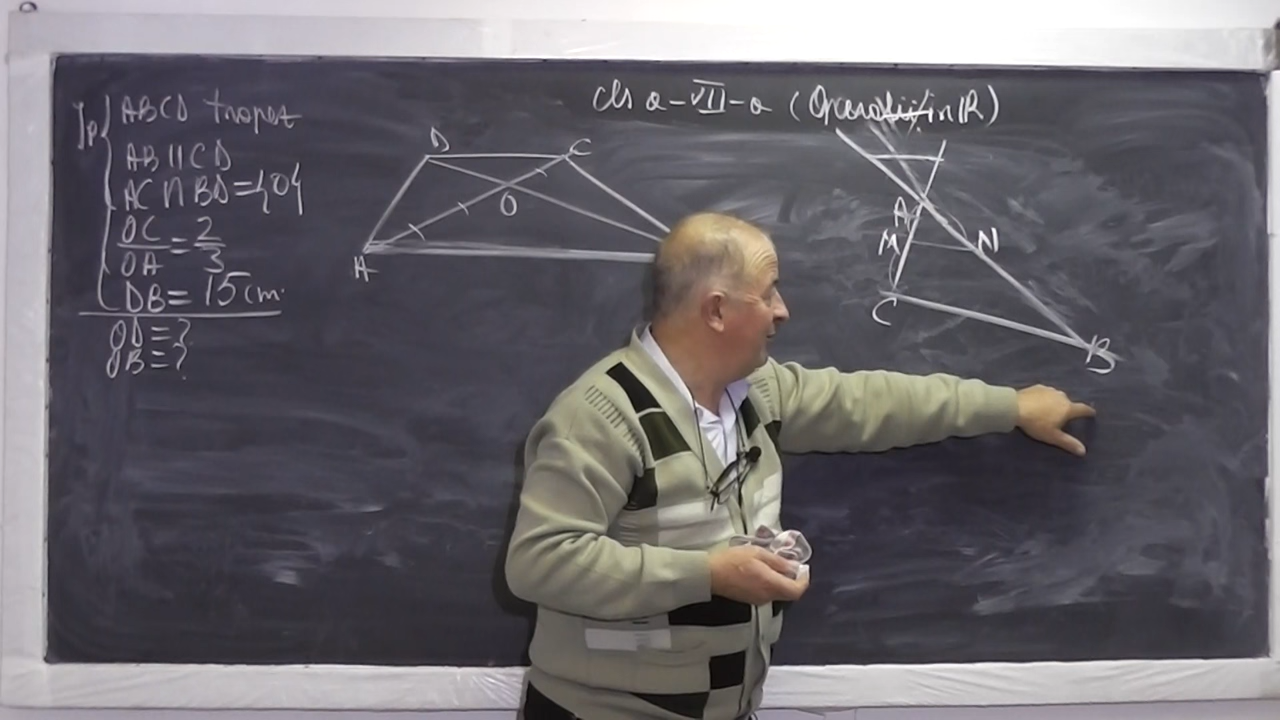 cls a-VII-a (Operații în ℝ)
Ip
ABCD trapez
AB || CD
AC ∩ BD = {O}
OC/OA = 2/3
DB = 15 cm.
OD = ?
OB = ?
D C
O
A
A
M N
C
B